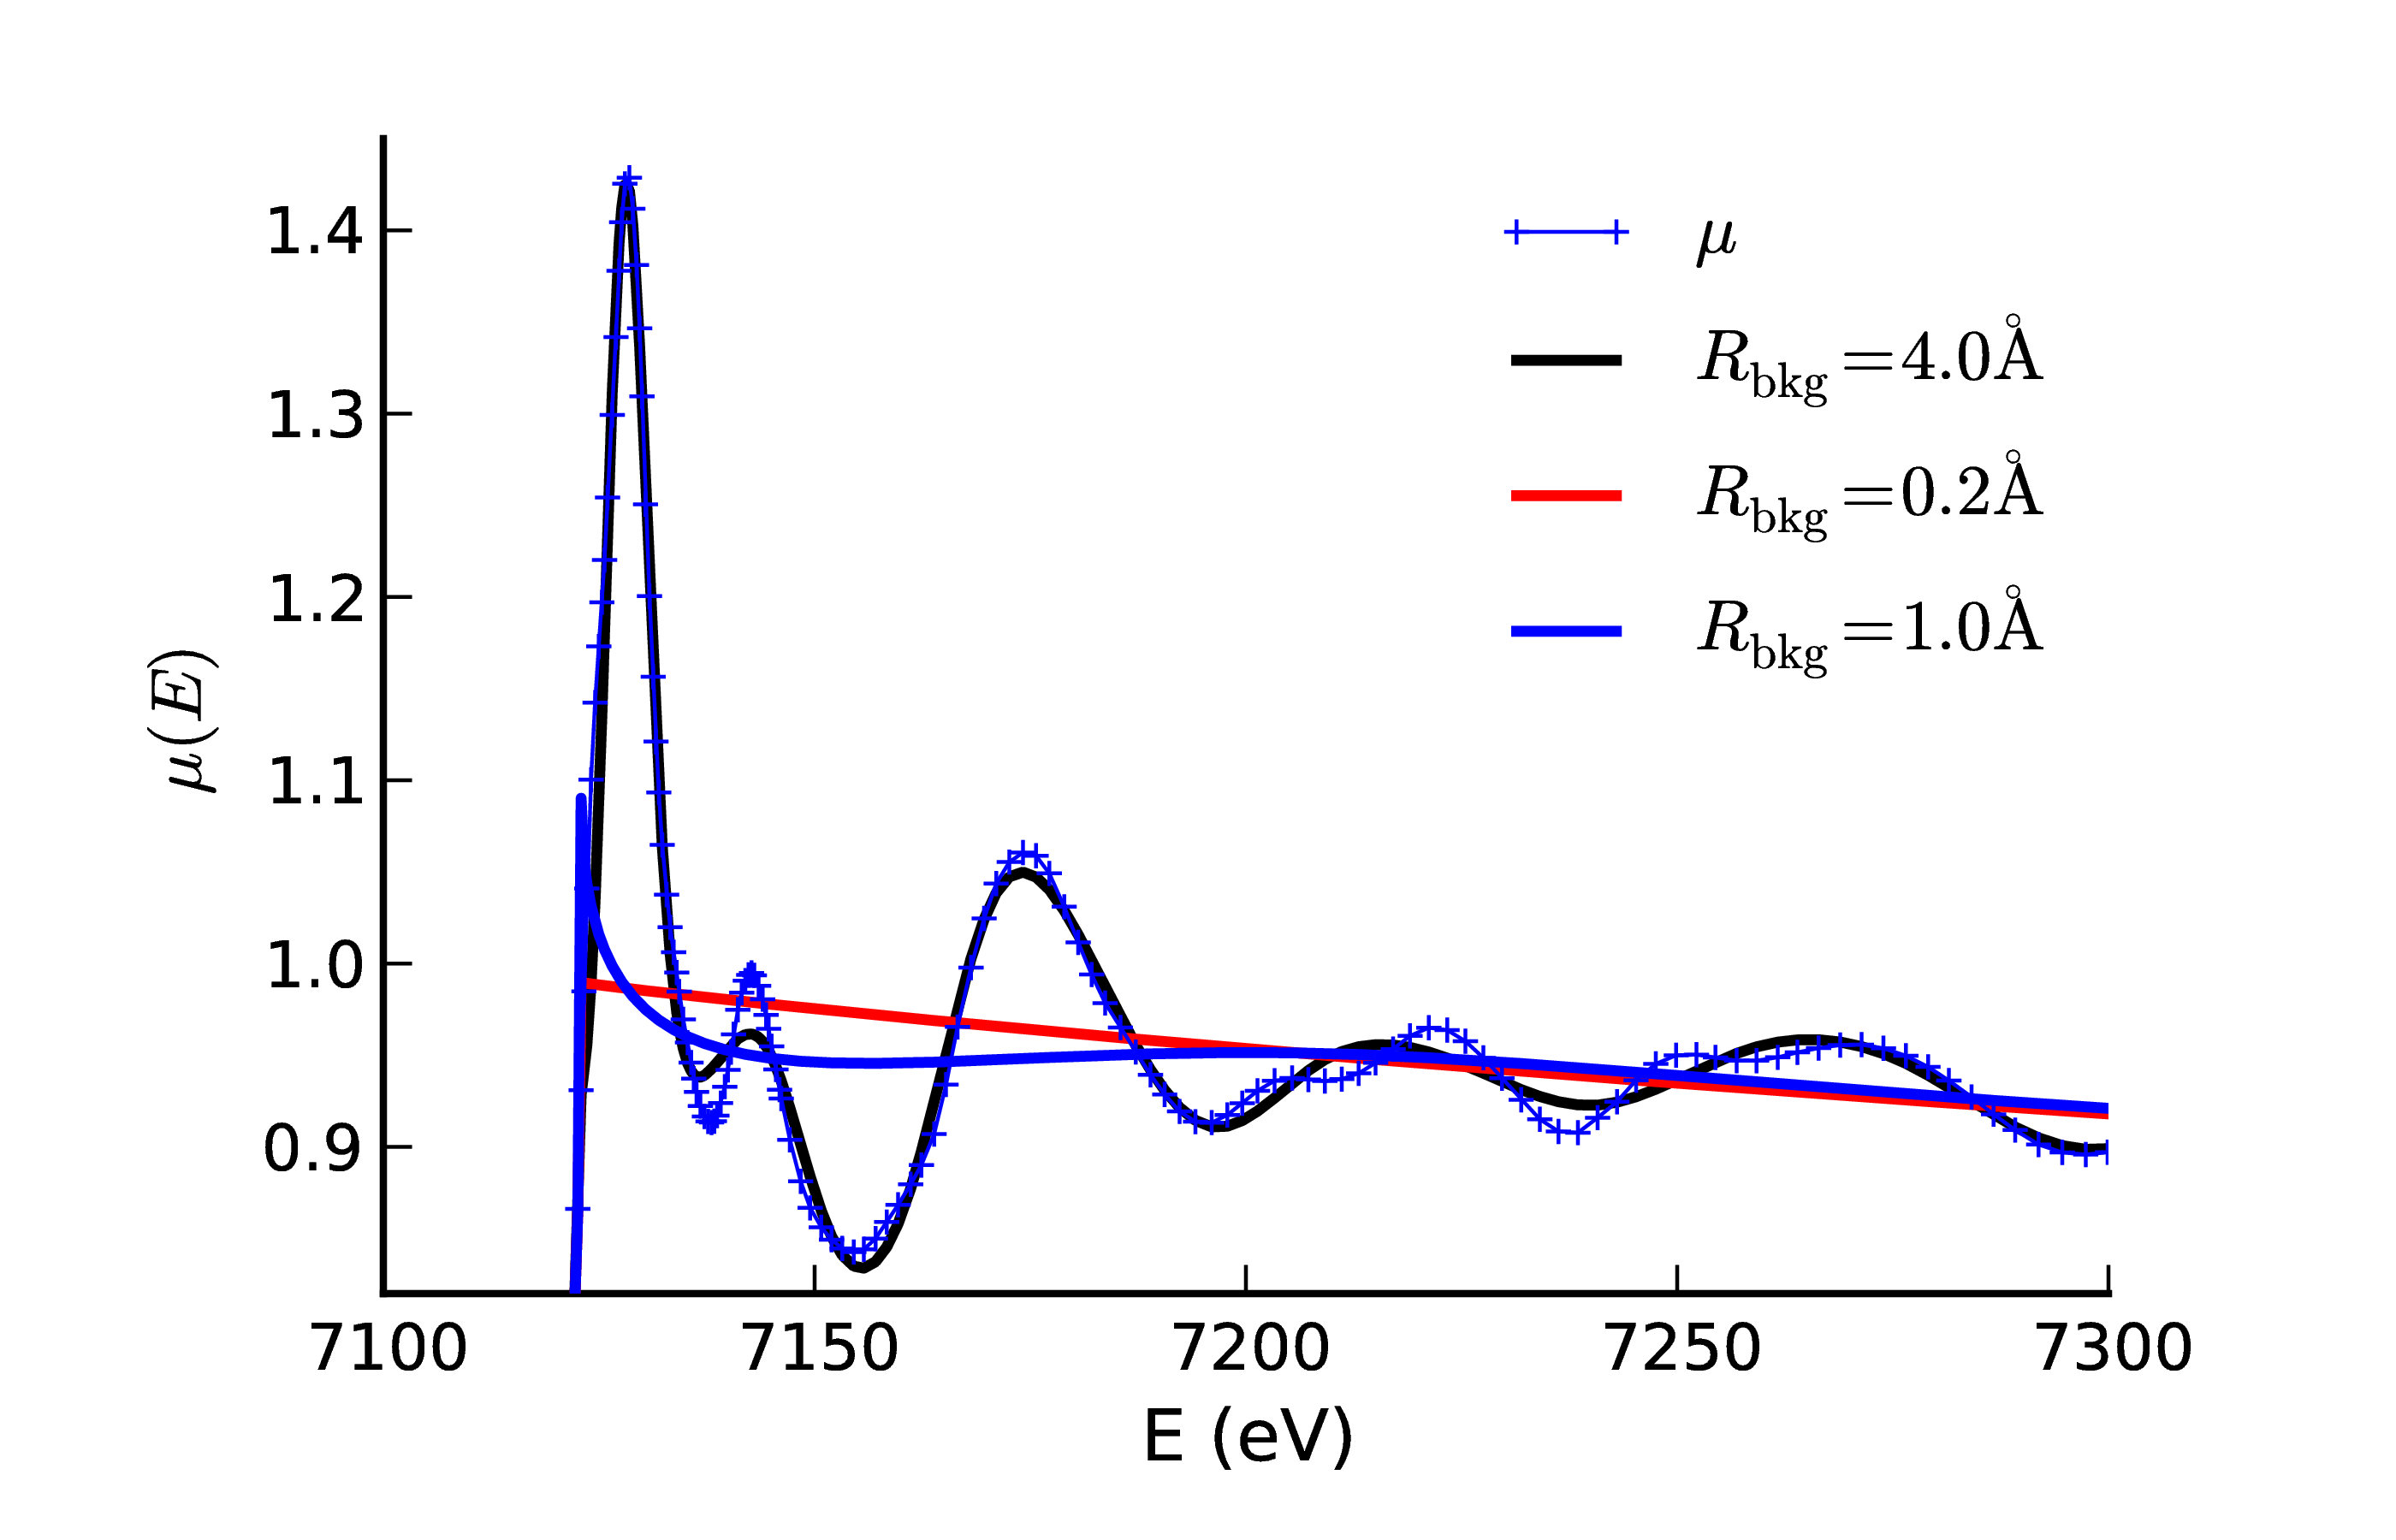 μ
R_bkg=4.0Å
R_bkg=0.2Å
R_bkg=1.0Å
1.4
1.3
1.2
1.1
1.0
0.9
μ(E)
7100 7150 7200 7250 7300
E (eV)